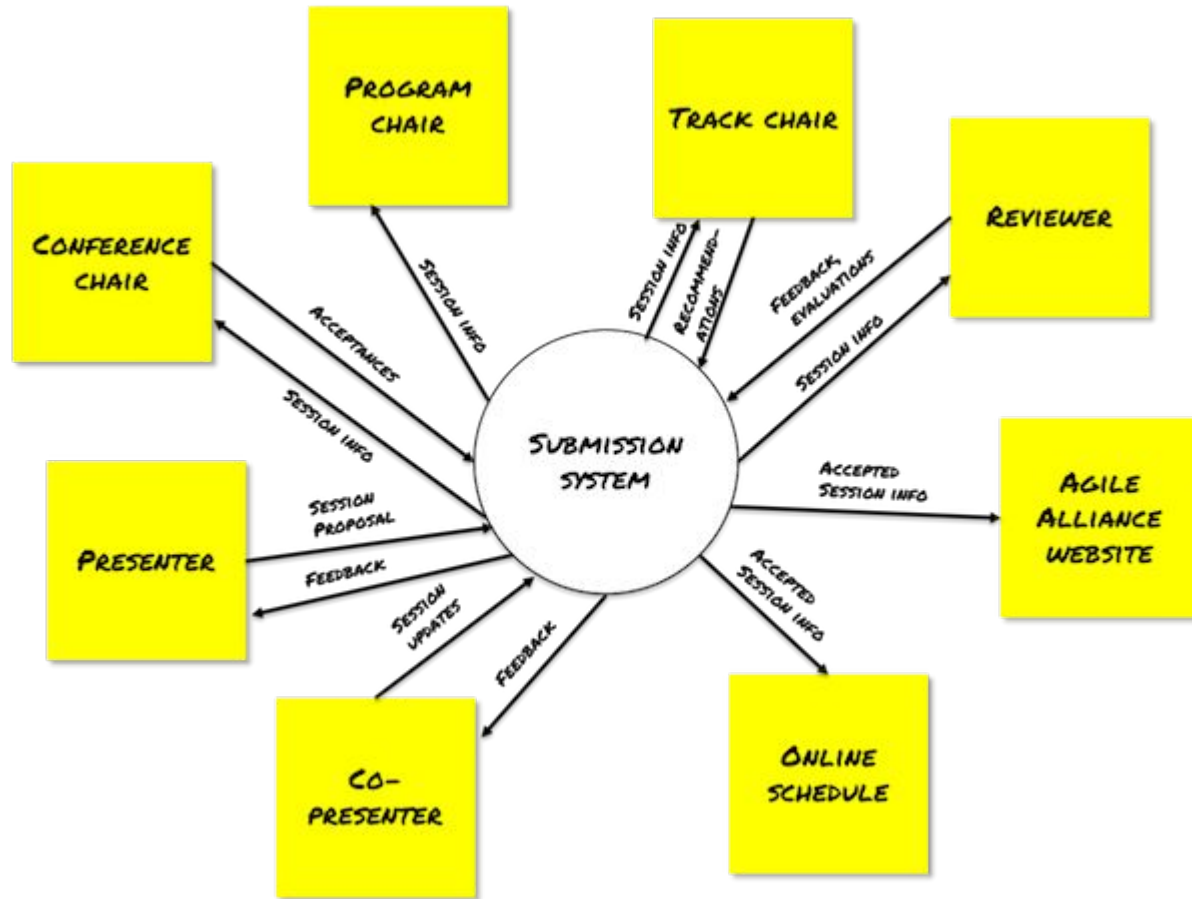 Program
chair
Track chair
Reviewer
Conference
chair
Session info
Session info
Recommend-
ations
Feedback,
evaluations
Session info
Acceptances
Session info
Submission
system
Accepted
Session info
Agile
Alliance
website
Session
Proposal
Presenter
Feedback
Session
updates
Feedback
Accepted
Session info
Co-
presenter
Online
schedule